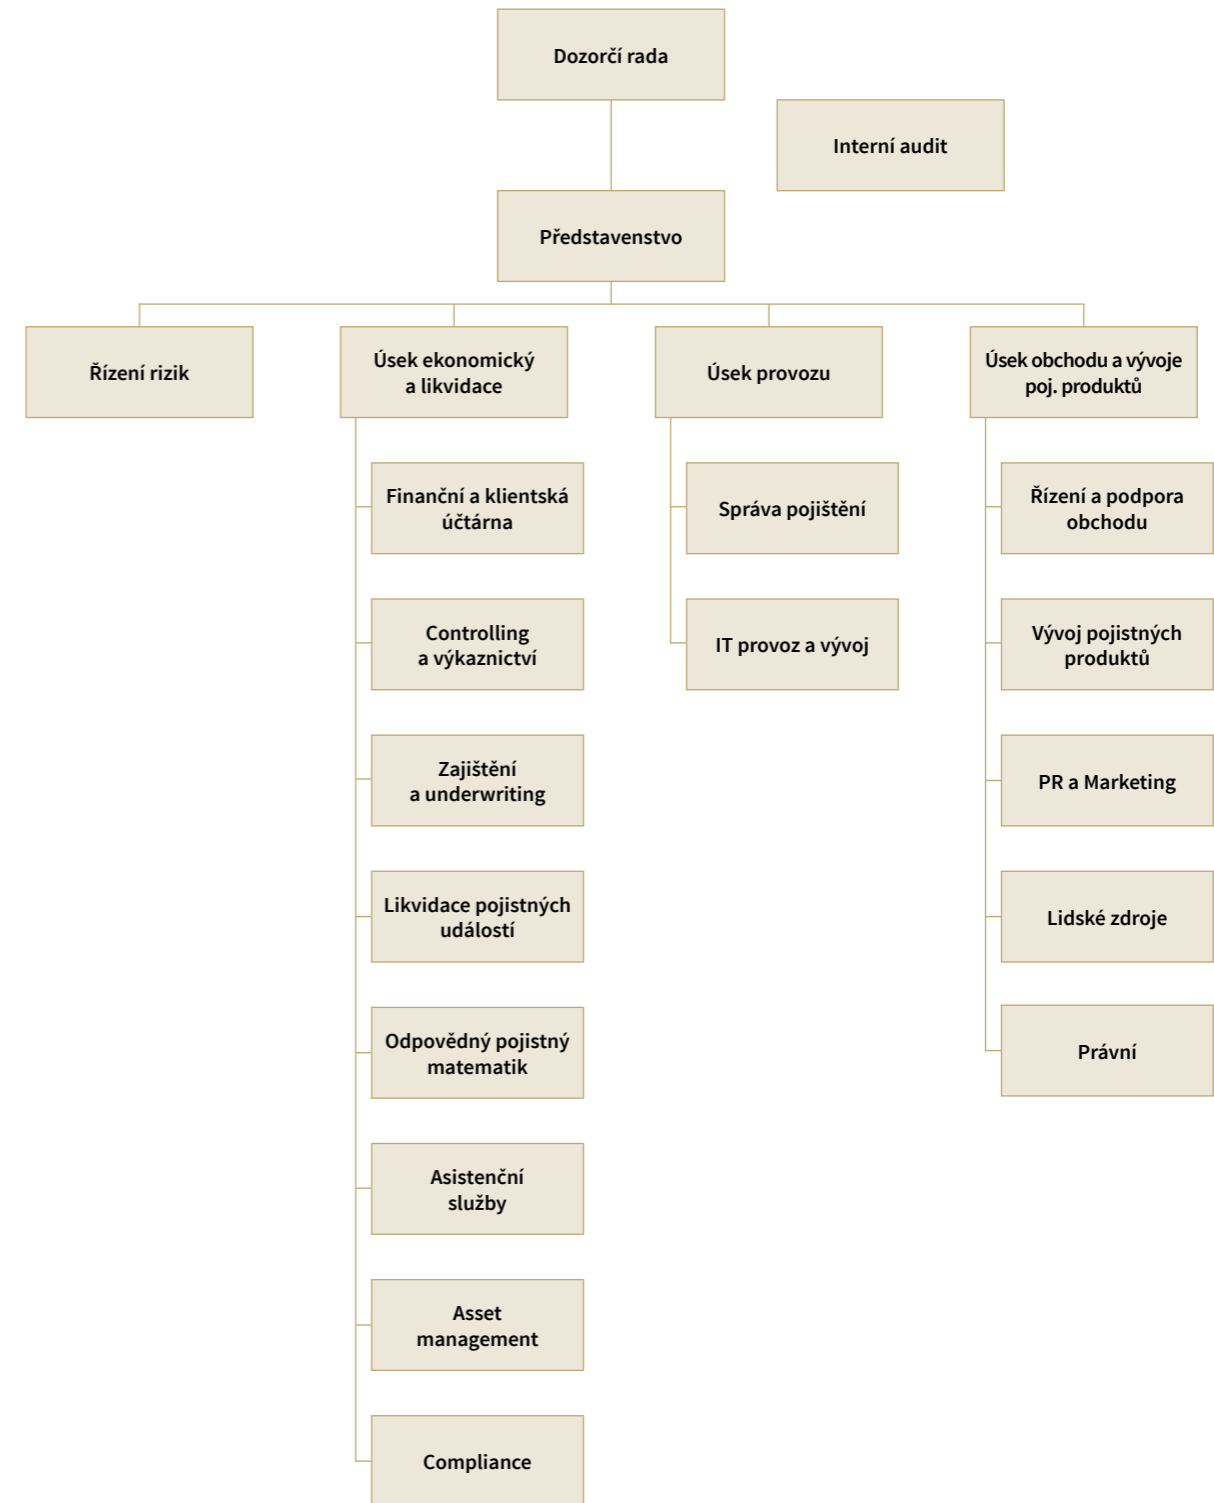 Dozorčí rada
Interní audit
Představenstvo
Řízení rizik
Úsek ekonomický
a likvidace
Úsek provozu
Úsek obchodu a vývoje
poj. produktů
Finanční a klientská
účtárna
Controlling
a výkaznictví
Zajištění
a underwriting
Likvidace pojistných
událostí
Odpovědný pojistný
matematik
Asistenční
služby
Asset
management
Compliance
Správa pojištění
IT provoz a vývoj
Řízení a podpora
obchodu
Vývoj pojistných
produktů
PR a Marketing
Lidské zdroje
Právní